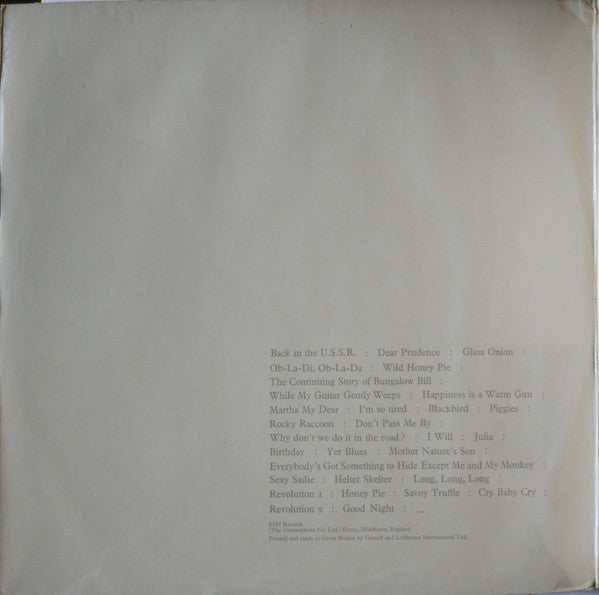 Back in the U.S.S.R. : Dear Prudence : Glass Onion :
Ob-La-Di, Ob-La-Da : Wild Honey Pie :
The Continuing Story of Bungalow Bill :
While My Guitar Gently Weeps : Happiness is a Warm Gun :
Martha My Dear : I'm so tired : Blackbird : Piggies :
Rocky Raccoon : Don't Pass Me By :
Why don't we do it in the road? : I Will : Julia :
Birthday : Yer Blues : Mother Nature's Son :
Everybody's Got Something to Hide Except Me and My Monkey :
Sexy Sadie : Helter Skelter : Long, Long, Long :
Revolution 1 : Honey Pie : Savoy Truffle : Cry Baby Cry :
Revolution 9 : Good Night :
EMI Records
(The Gramophone Co. Ltd.) Hayes, Middlesex, England
Printed and made in Great Britain by Garrod and Lofthouse International Ltd.